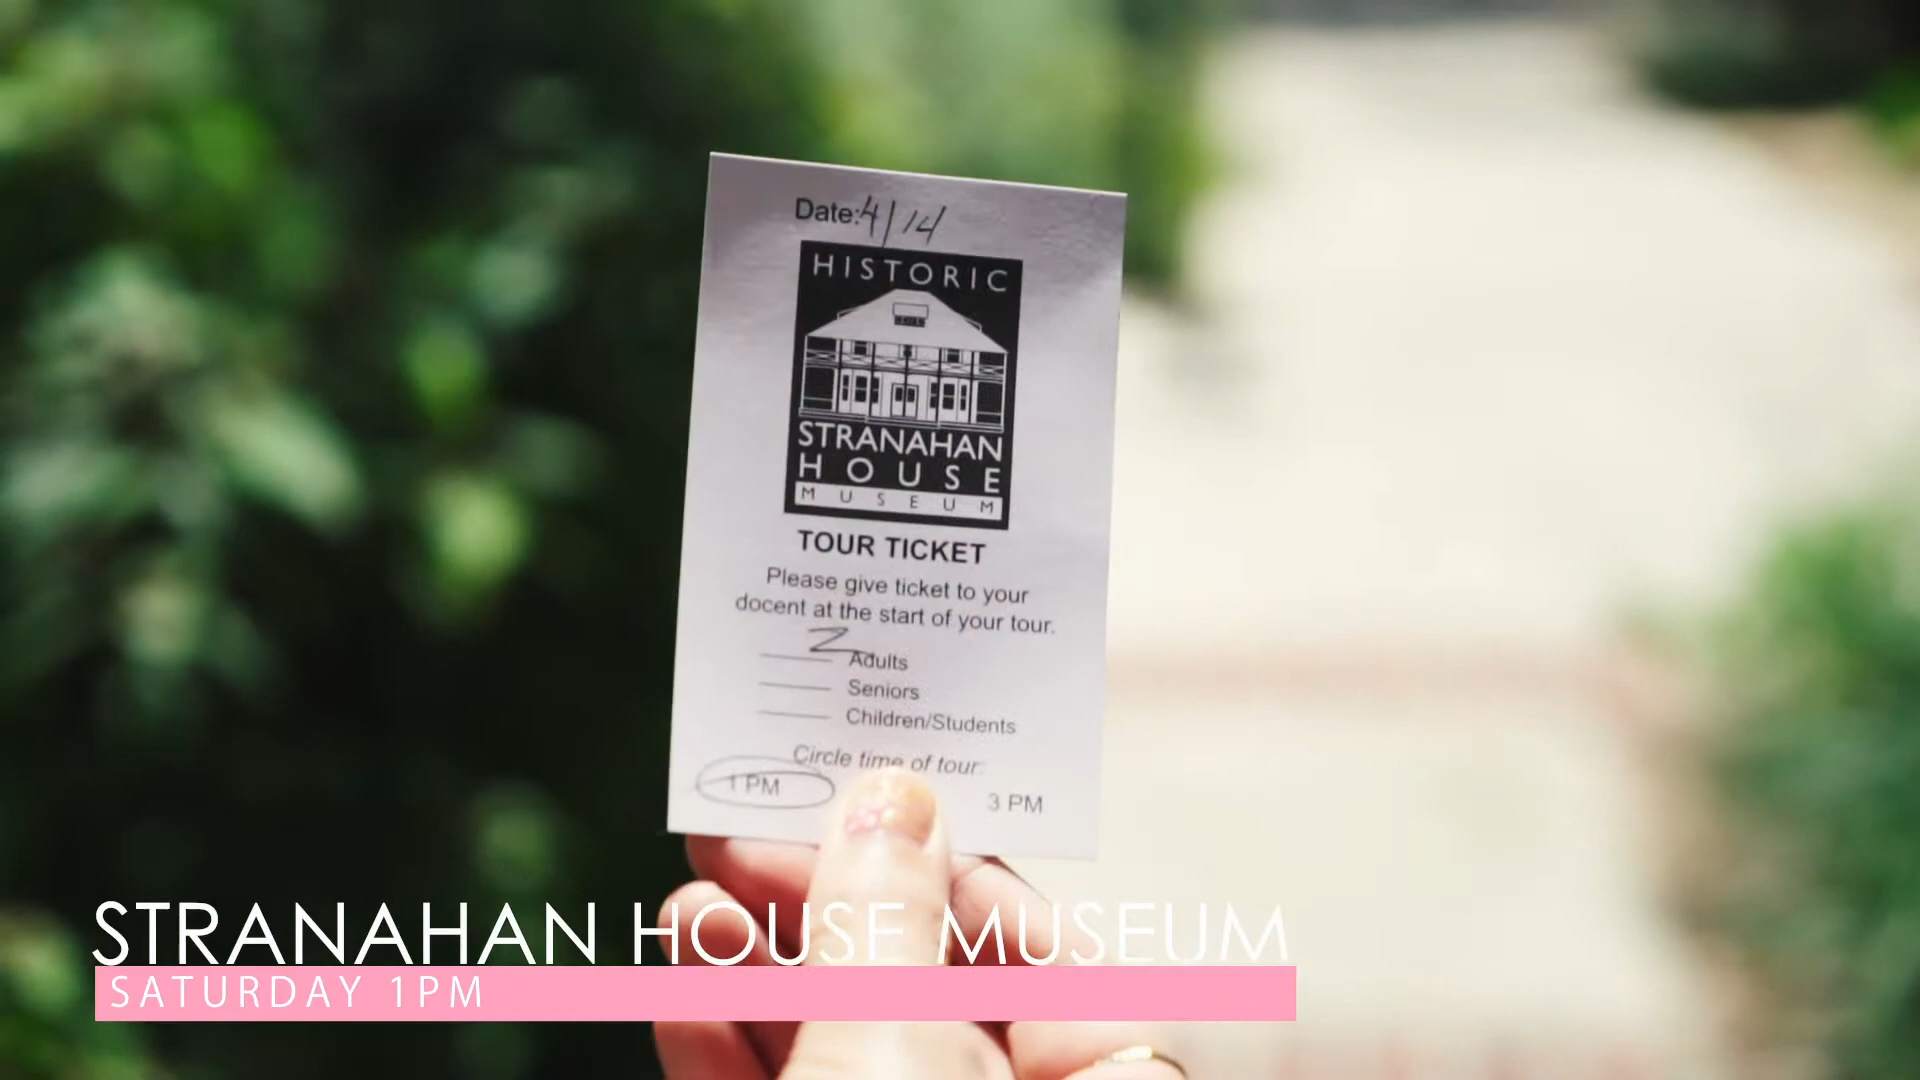 Date: 4/14
HISTORIC
STRANAHAN
HOUSE
MUSEUM
TOUR TICKET
Please give ticket to your
docent at the start of your tour.
2 Adults
Seniors
Children/Students
Circle time of tour:
1 PM 3 PM
STRANAHAN HOUSE MUSEUM
SATURDAY 1PM